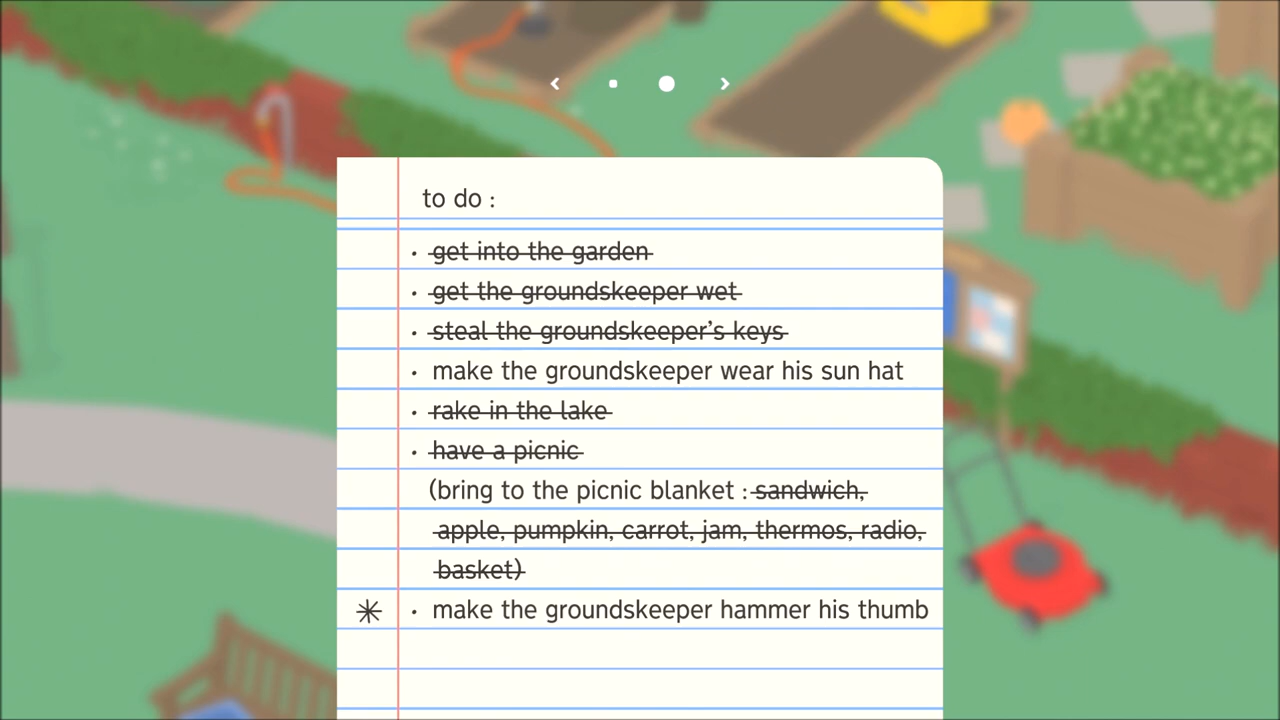 to do :
· get into the garden
· get the groundskeeper wet
· steal the groundskeeper’s keys
· make the groundskeeper wear his sun hat
· rake in the lake
· have a picnic
(bring to the picnic blanket : sandwich,
apple, pumpkin, carrot, jam, thermos, radio,
basket)
· make the groundskeeper hammer his thumb